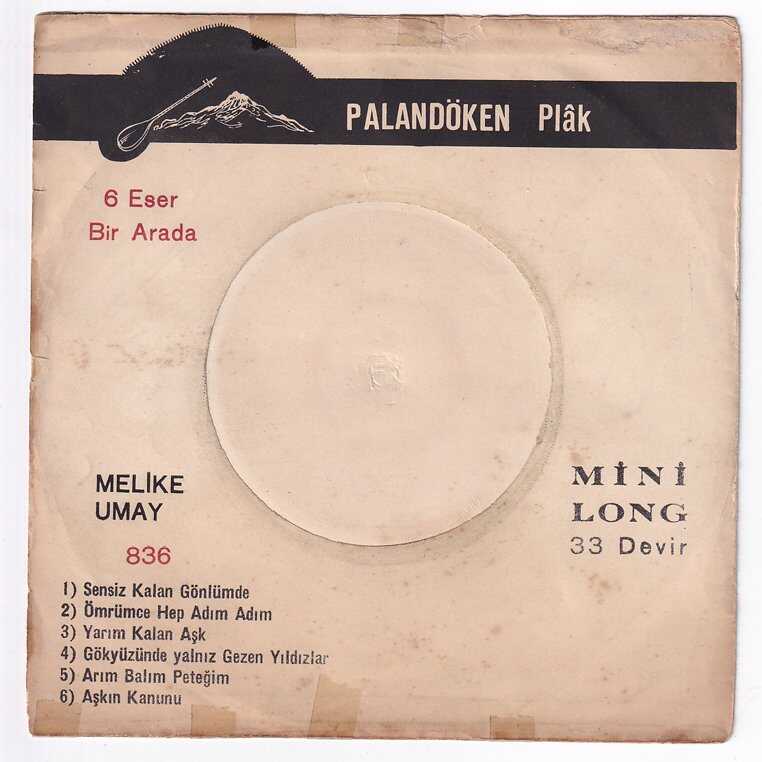 PALANDÖKEN Plâk
6 Eser
Bir Arada
MELİKE
UMAY
836
MİNİ
LONG
33 Devir
1) Sensiz Kalan Gönlümde
2) Ömrümce Hep Adım Adım
3) Yarım Kalan Aşk
4) Gökyüzünde yalnız Gezen Yıldızlar
5) Arım Balım Peteğim
6) Aşkın Kanunu